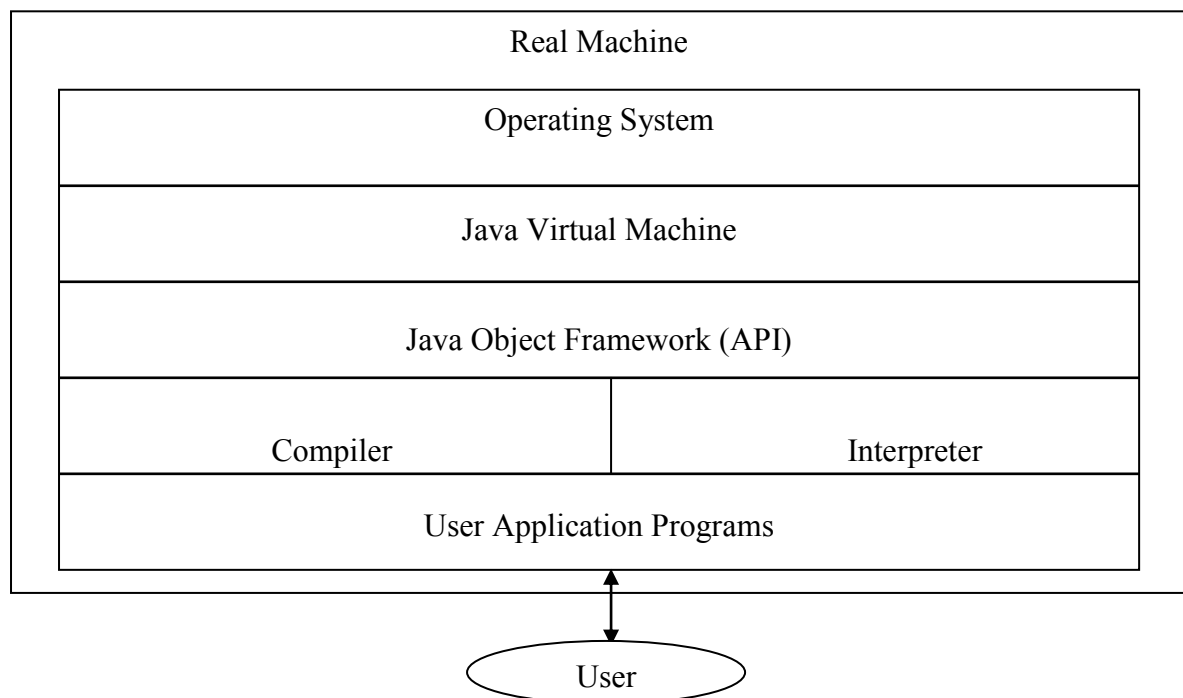 Real Machine
Operating System
Java Virtual Machine
Java Object Framework (API)
Compiler
Interpreter
User Application Programs
User